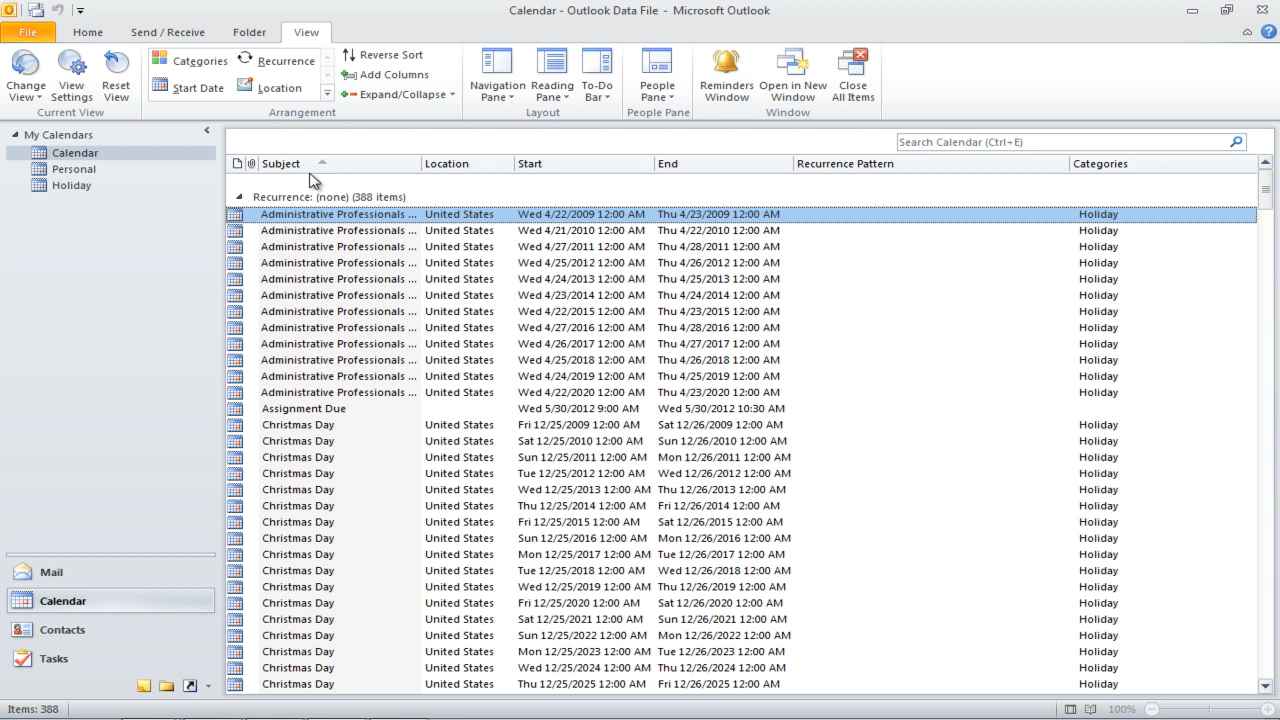 Calendar - Outlook Data File - Microsoft Outlook
File Home Send / Receive Folder View
Change View View Settings Reset View
Current View
Categories Recurrence
Start Date Location
Reverse Sort
Add Columns
Expand/Collapse
Arrangement
Navigation Pane Reading Pane To-Do Bar
Layout
People Pane
People Pane
Reminders Window Open in New Window Close All Items
Window
My Calendars
Calendar
Personal
Holiday
Search Calendar (Ctrl+E)
Subject Location Start End Recurrence Pattern Categories
Recurrence: (none) (388 items)
Administrative Professionals ... United States Wed 4/22/2009 12:00 AM Thu 4/23/2009 12:00 AM Holiday
Administrative Professionals ... United States Wed 4/21/2010 12:00 AM Thu 4/22/2010 12:00 AM Holiday
Administrative Professionals ... United States Wed 4/27/2011 12:00 AM Thu 4/28/2011 12:00 AM Holiday
Administrative Professionals ... United States Wed 4/25/2012 12:00 AM Thu 4/26/2012 12:00 AM Holiday
Administrative Professionals ... United States Wed 4/24/2013 12:00 AM Thu 4/25/2013 12:00 AM Holiday
Administrative Professionals ... United States Wed 4/23/2014 12:00 AM Thu 4/24/2014 12:00 AM Holiday
Administrative Professionals ... United States Wed 4/22/2015 12:00 AM Thu 4/23/2015 12:00 AM Holiday
Administrative Professionals ... United States Wed 4/27/2016 12:00 AM Thu 4/28/2016 12:00 AM Holiday
Administrative Professionals ... United States Wed 4/26/2017 12:00 AM Thu 4/27/2017 12:00 AM Holiday
Administrative Professionals ... United States Wed 4/25/2018 12:00 AM Thu 4/26/2018 12:00 AM Holiday
Administrative Professionals ... United States Wed 4/24/2019 12:00 AM Thu 4/25/2019 12:00 AM Holiday
Administrative Professionals ... United States Wed 4/22/2020 12:00 AM Thu 4/23/2020 12:00 AM Holiday
Assignment Due Wed 5/30/2012 9:00 AM Wed 5/30/2012 10:30 AM
Christmas Day United States Fri 12/25/2009 12:00 AM Sat 12/26/2009 12:00 AM Holiday
Christmas Day United States Sat 12/25/2010 12:00 AM Sun 12/26/2010 12:00 AM Holiday
Christmas Day United States Sun 12/25/2011 12:00 AM Mon 12/26/2011 12:00 AM Holiday
Christmas Day United States Tue 12/25/2012 12:00 AM Wed 12/26/2012 12:00 AM Holiday
Christmas Day United States Wed 12/25/2013 12:00 AM Thu 12/26/2013 12:00 AM Holiday
Christmas Day United States Thu 12/25/2014 12:00 AM Fri 12/26/2014 12:00 AM Holiday
Christmas Day United States Fri 12/25/2015 12:00 AM Sat 12/26/2015 12:00 AM Holiday
Christmas Day United States Sun 12/25/2016 12:00 AM Mon 12/26/2016 12:00 AM Holiday
Christmas Day United States Mon 12/25/2017 12:00 AM Tue 12/26/2017 12:00 AM Holiday
Christmas Day United States Tue 12/25/2018 12:00 AM Wed 12/26/2018 12:00 AM Holiday
Christmas Day United States Wed 12/25/2019 12:00 AM Thu 12/26/2019 12:00 AM Holiday
Christmas Day United States Fri 12/25/2020 12:00 AM Sat 12/26/2020 12:00 AM Holiday
Christmas Day United States Sat 12/25/2021 12:00 AM Sun 12/26/2021 12:00 AM Holiday
Christmas Day United States Sun 12/25/2022 12:00 AM Mon 12/26/2022 12:00 AM Holiday
Christmas Day United States Mon 12/25/2023 12:00 AM Tue 12/26/2023 12:00 AM Holiday
Christmas Day United States Wed 12/25/2024 12:00 AM Thu 12/26/2024 12:00 AM Holiday
Christmas Day United States Thu 12/25/2025 12:00 AM Fri 12/26/2025 12:00 AM Holiday
Mail
Calendar
Contacts
Tasks
Items: 388
100%